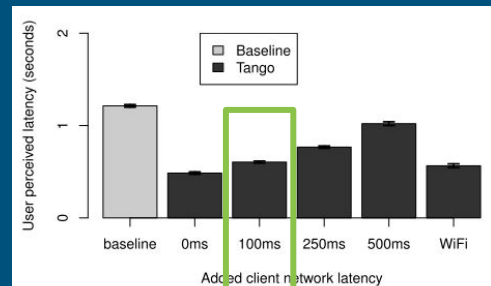 User perceived latency (seconds)
2
1
0
Baseline
Tango
baseline 0ms 100ms 250ms 500ms WiFi
Added client network latency